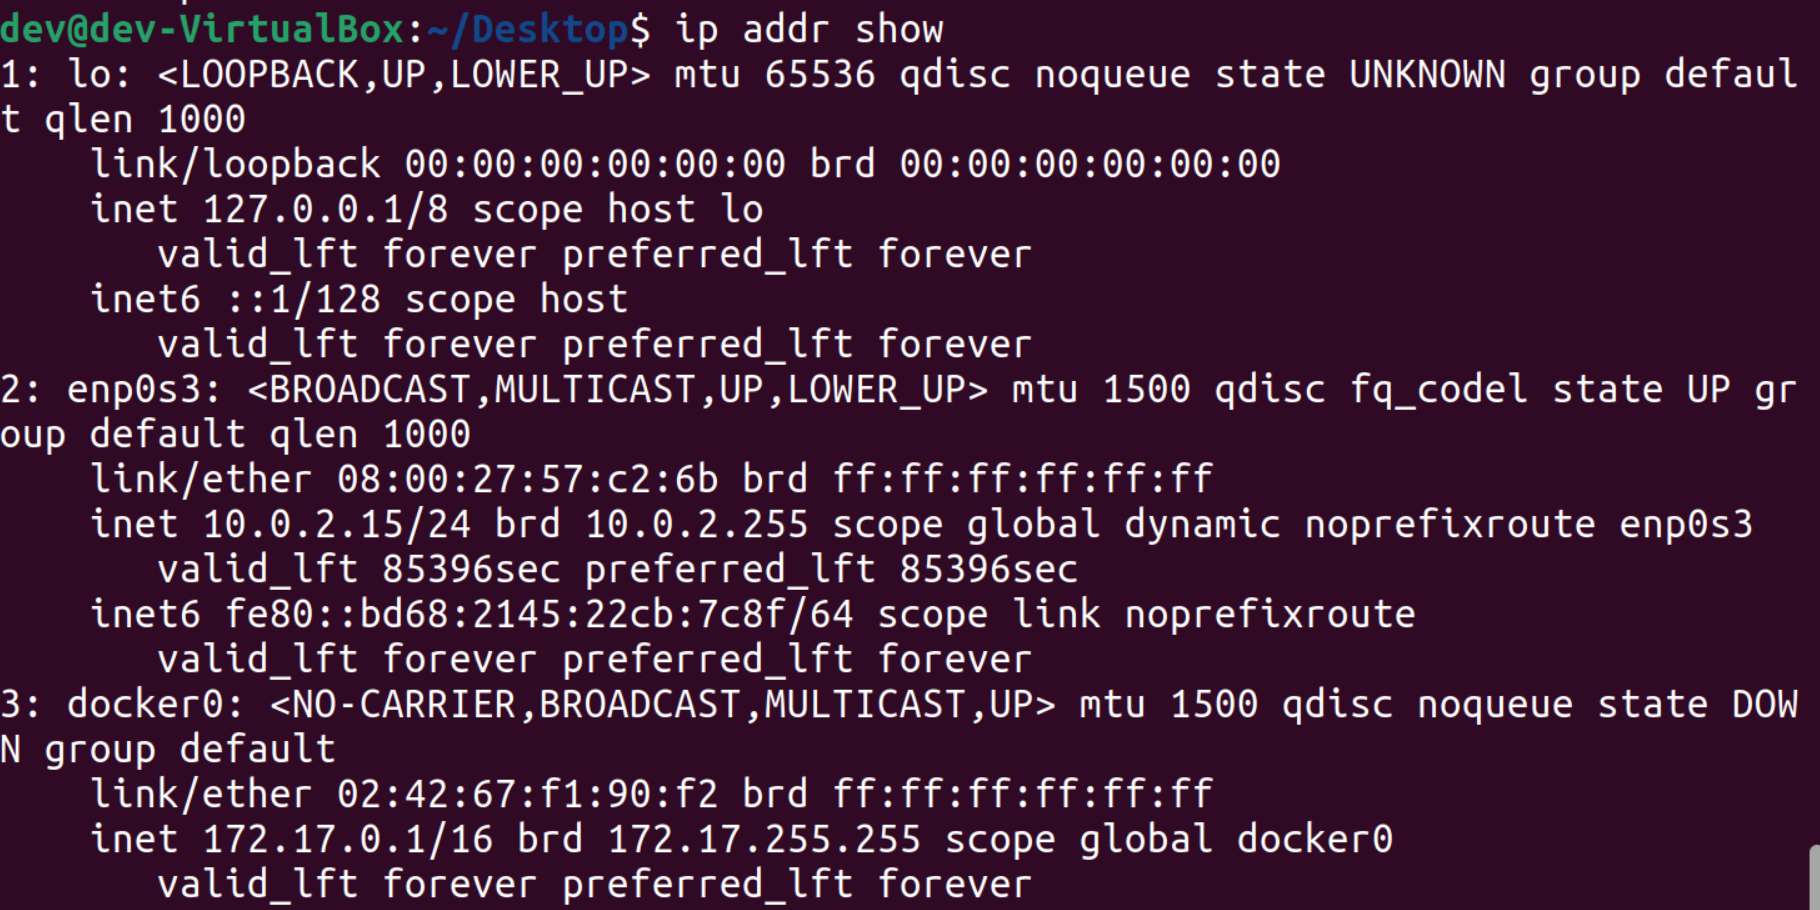 dev@dev-VirtualBox:~/Desktop$ ip addr show
1: lo: <LOOPBACK,UP,LOWER_UP> mtu 65536 qdisc noqueue state UNKNOWN group defaul
t qlen 1000
    link/loopback 00:00:00:00:00:00 brd 00:00:00:00:00:00
    inet 127.0.0.1/8 scope host lo
       valid_lft forever preferred_lft forever
    inet6 ::1/128 scope host
       valid_lft forever preferred_lft forever
2: enp0s3: <BROADCAST,MULTICAST,UP,LOWER_UP> mtu 1500 qdisc fq_codel state UP gr
oup default qlen 1000
    link/ether 08:00:27:57:c2:6b brd ff:ff:ff:ff:ff:ff
    inet 10.0.2.15/24 brd 10.0.2.255 scope global dynamic noprefixroute enp0s3
       valid_lft 85396sec preferred_lft 85396sec
    inet6 fe80::bd68:2145:22cb:7c8f/64 scope link noprefixroute
       valid_lft forever preferred_lft forever
3: docker0: <NO-CARRIER,BROADCAST,MULTICAST,UP> mtu 1500 qdisc noqueue state DOW
N group default
    link/ether 02:42:67:f1:90:f2 brd ff:ff:ff:ff:ff:ff
    inet 172.17.0.1/16 brd 172.17.255.255 scope global docker0
       valid_lft forever preferred_lft forever